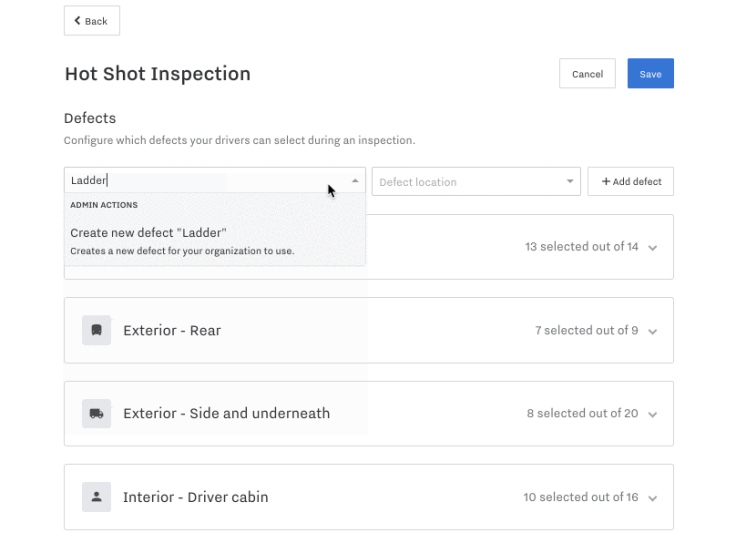 Back
Hot Shot Inspection
Cancel
Save
Defects
Configure which defects your drivers can select during an inspection.
Ladder
Defect location
+ Add defect
ADMIN ACTIONS
Create new defect "Ladder"
Creates a new defect for your organization to use.
13 selected out of 14
Exterior - Rear
7 selected out of 9
Exterior - Side and underneath
8 selected out of 20
Interior - Driver cabin
10 selected out of 16